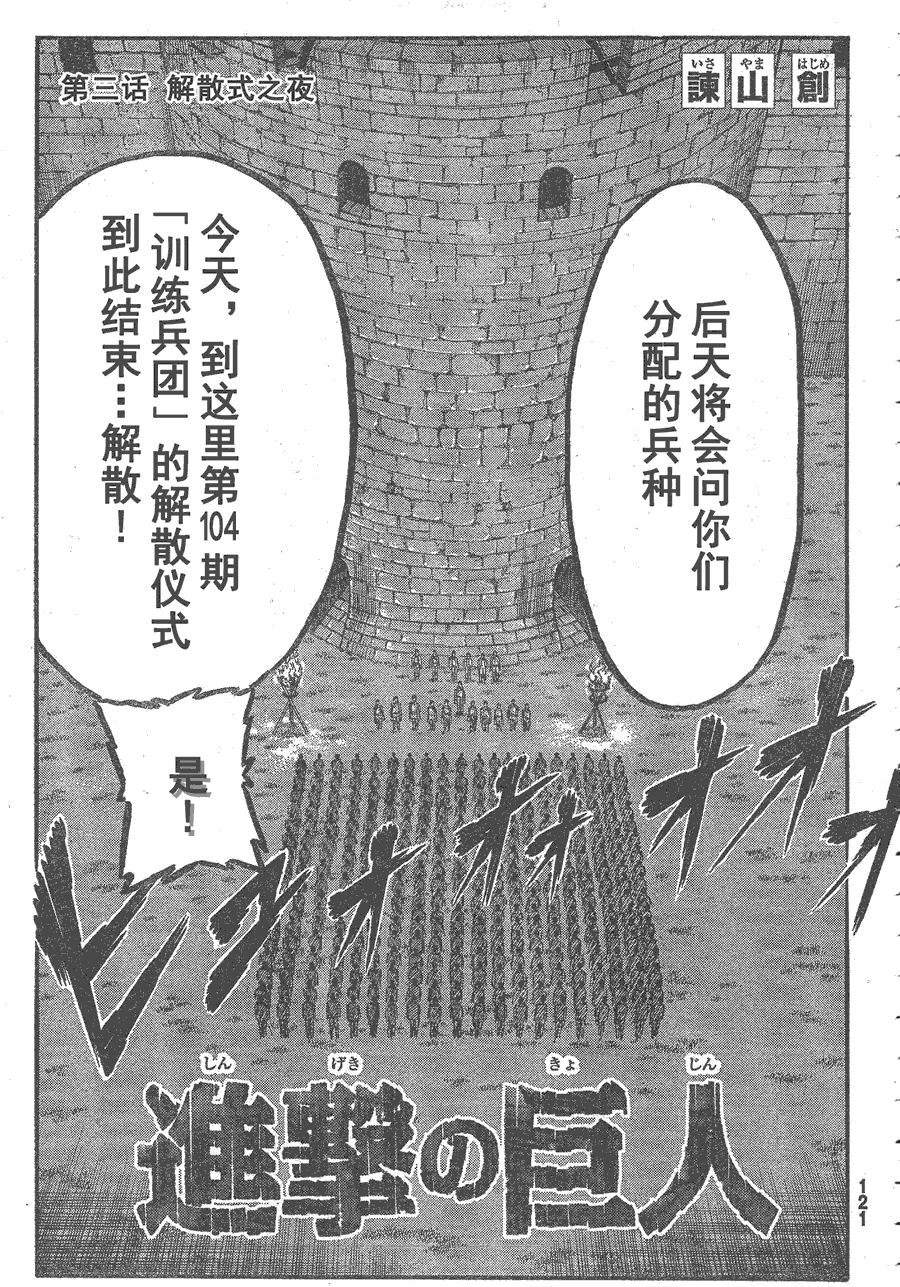 第三话 解散式之夜
いさ やま はじめ
諫山 創
后天将会问你们
分配的兵种
今天，到这里第104期
「训练兵团」的解散仪式
到此结束…解散！
是！
オオオオオオ
しん げき きょ じん
進撃の巨人
121